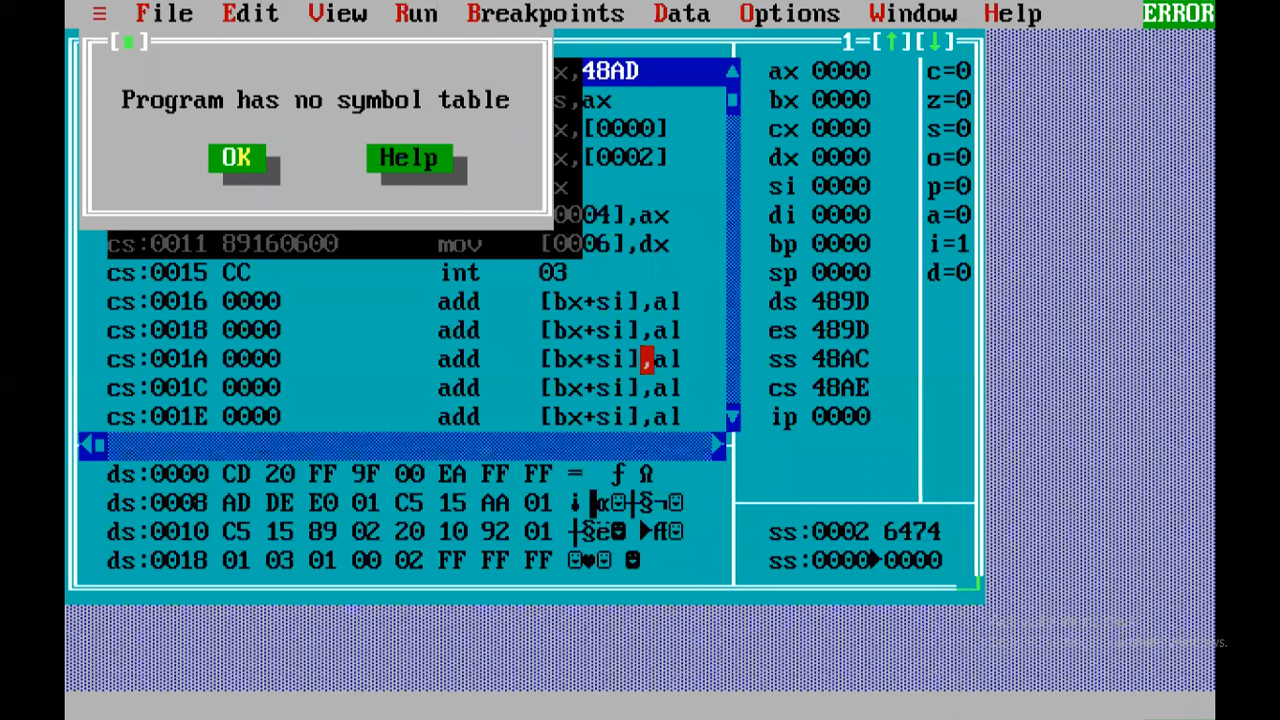 ≡ File Edit View Run Breakpoints Data Options Window Help ERROR
[■] 1=[↑][↓]
Program has no symbol table
OK Help
x,48AD
s,ax
x,[0000]
x,[0002]
x
0004],ax
cs:0011 89160600 mov [0006],dx
cs:0015 CC int 03
cs:0016 0000 add [bx+si],al
cs:0018 0000 add [bx+si],al
cs:001A 0000 add [bx+si],al
cs:001C 0000 add [bx+si],al
cs:001E 0000 add [bx+si],al
ds:0000 CD 20 FF 9F 00 EA FF FF = ƒ Ω
ds:0008 AD DE E0 01 C5 15 AA 01 ¡▐α☺┼§¬☺
ds:0010 C5 15 89 02 20 10 92 01 ┼§ë☻ ►Æ☺
ds:0018 01 03 01 00 02 FF FF FF ☺♥☺ ☻
ax 0000 c=0
bx 0000 z=0
cx 0000 s=0
dx 0000 o=0
si 0000 p=0
di 0000 a=0
bp 0000 i=1
sp 0000 d=0
ds 489D
es 489D
ss 48AC
cs 48AE
ip 0000
ss:0002 6474
ss:0000►0000